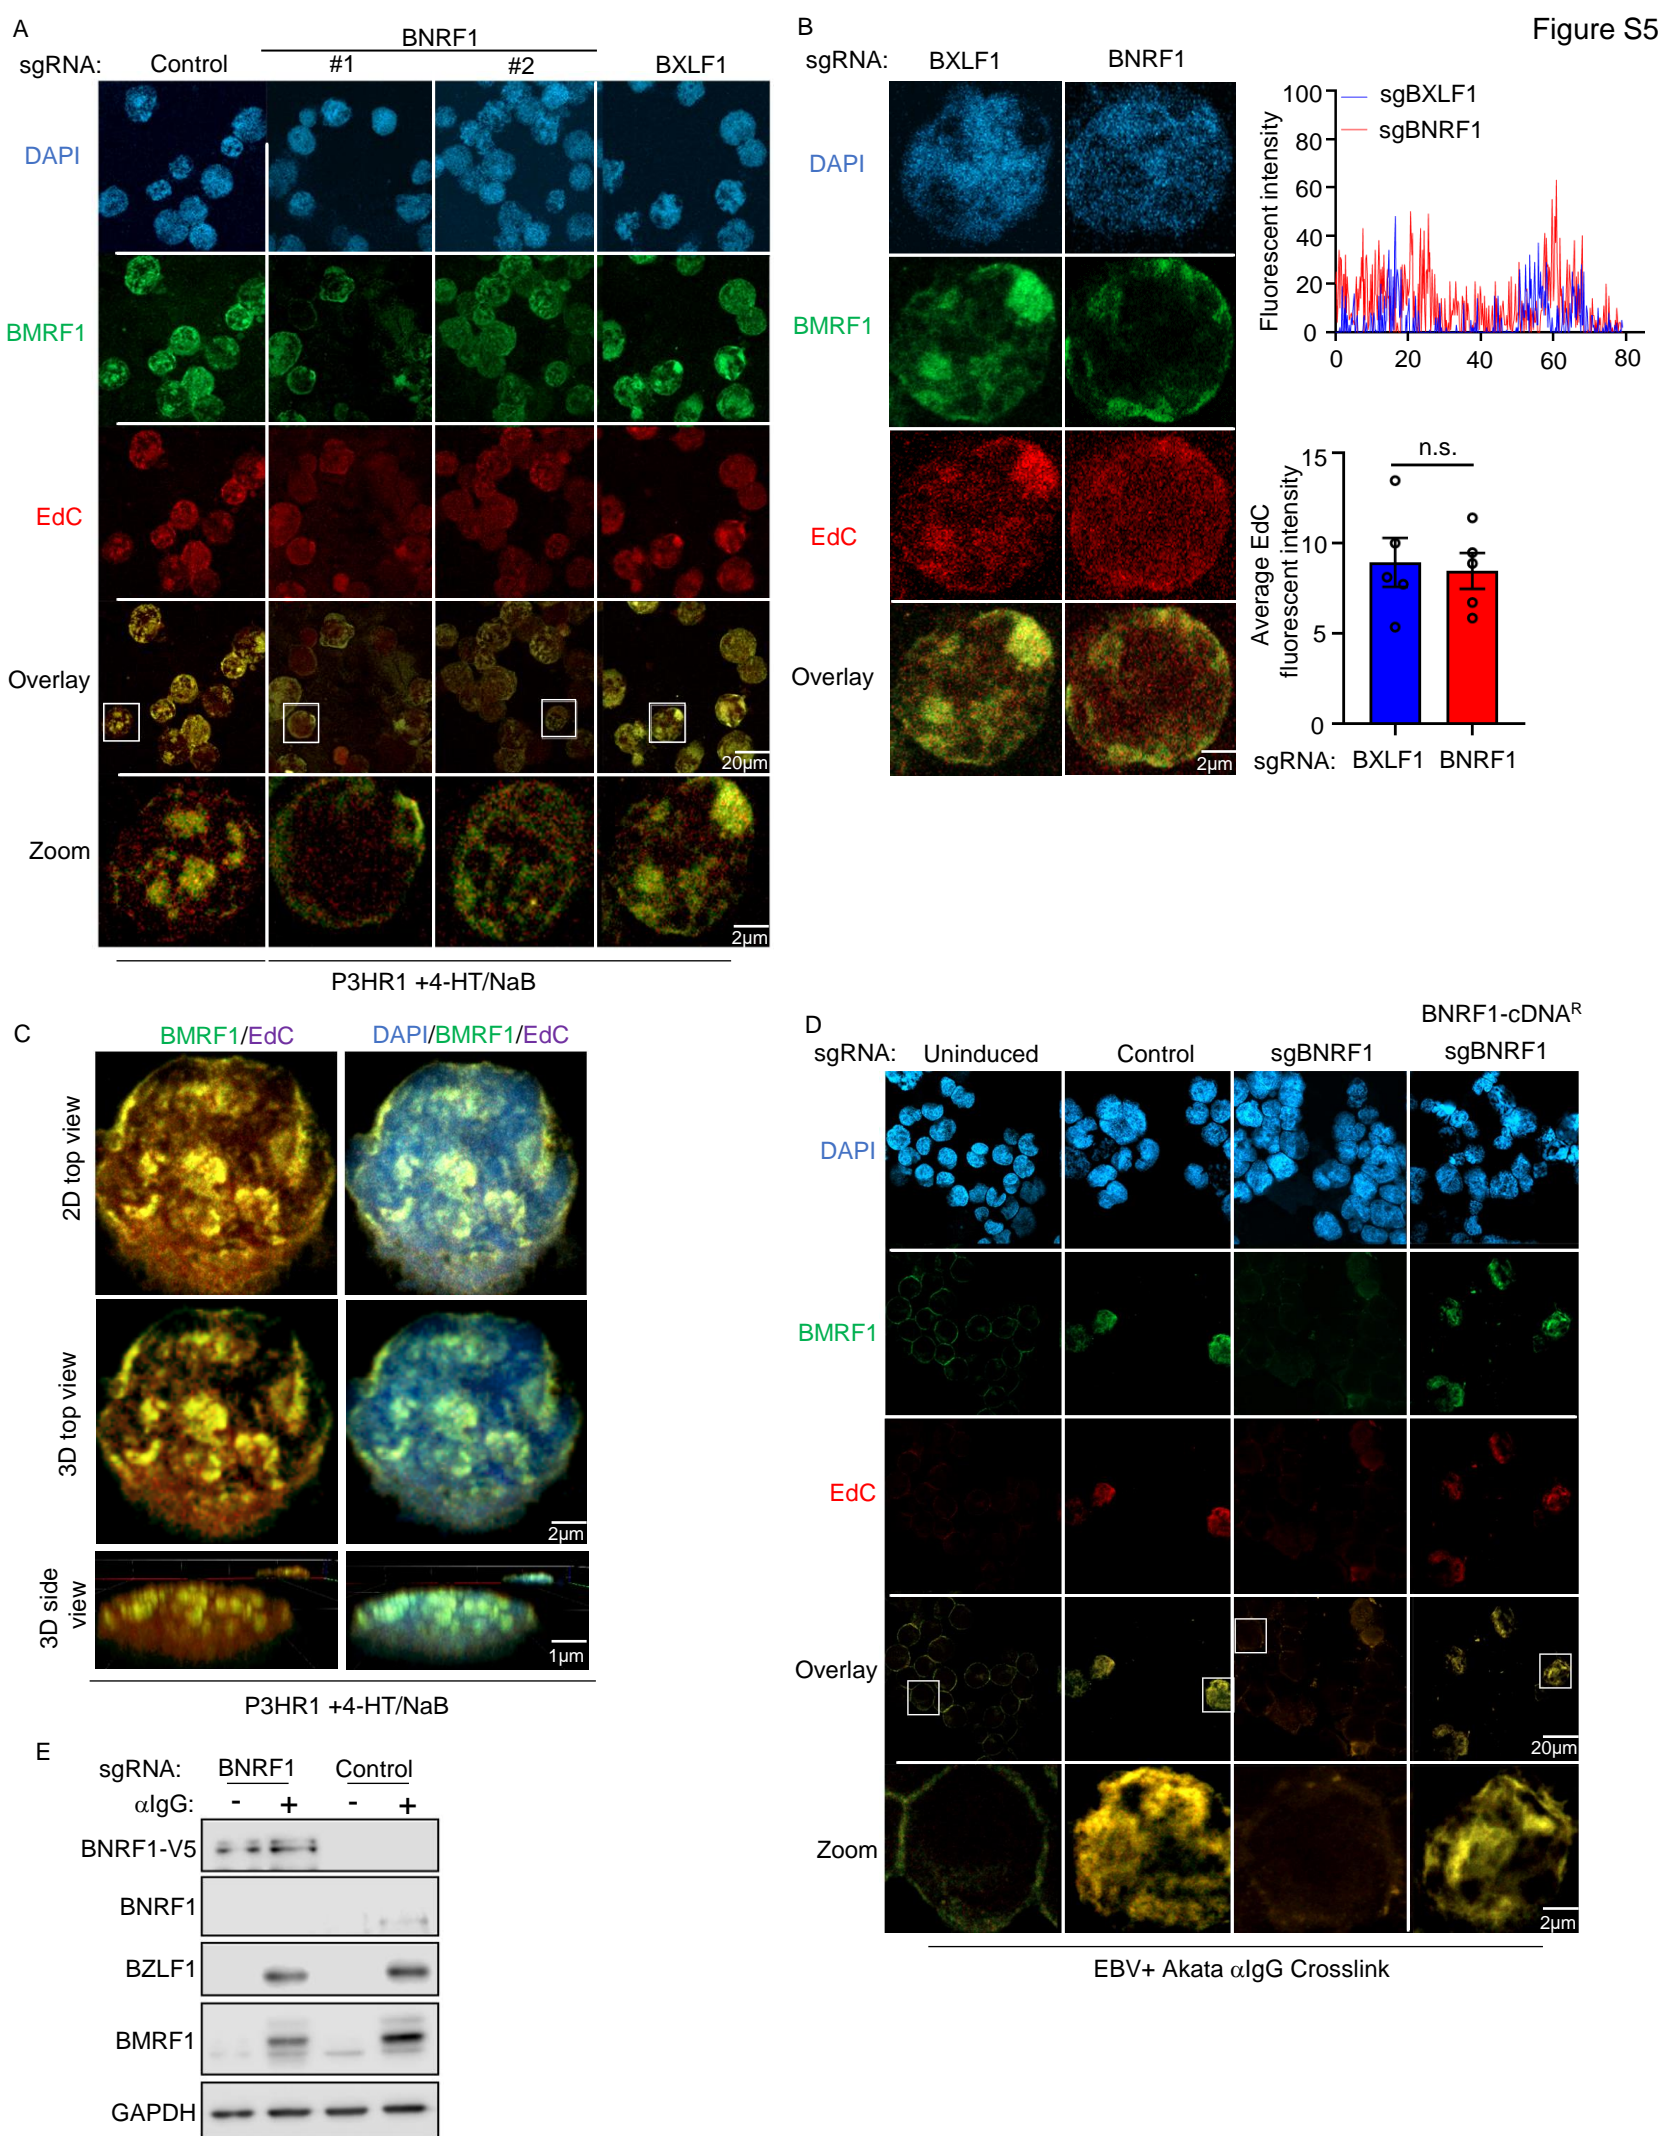 Figure S5
A
BNRF1
sgRNA: Control #1 #2 BXLF1
DAPI
BMRF1
EdC
Overlay
20µm
Zoom
2µm
P3HR1 +4-HT/NaB
B
sgRNA: BXLF1 BNRF1
DAPI
BMRF1
EdC
Overlay
2µm
Fluorescent intensity
100
80
60
40
20
0
0 20 40 60 80
sgBXLF1
sgBNRF1
Average EdC
fluorescent intensity
15
10
5
0
n.s.
sgRNA: BXLF1 BNRF1
C
BMRF1/EdC DAPI/BMRF1/EdC
2D top view
3D top view
2µm
3D side
view
1µm
P3HR1 +4-HT/NaB
D
BNRF1-cDNAᴿ
sgRNA: Uninduced Control sgBNRF1 sgBNRF1
DAPI
BMRF1
EdC
Overlay
20µm
Zoom
2µm
EBV+ Akata αIgG Crosslink
E
sgRNA: BNRF1 Control
αIgG: - + - +
BNRF1-V5
BNRF1
BZLF1
BMRF1
GAPDH